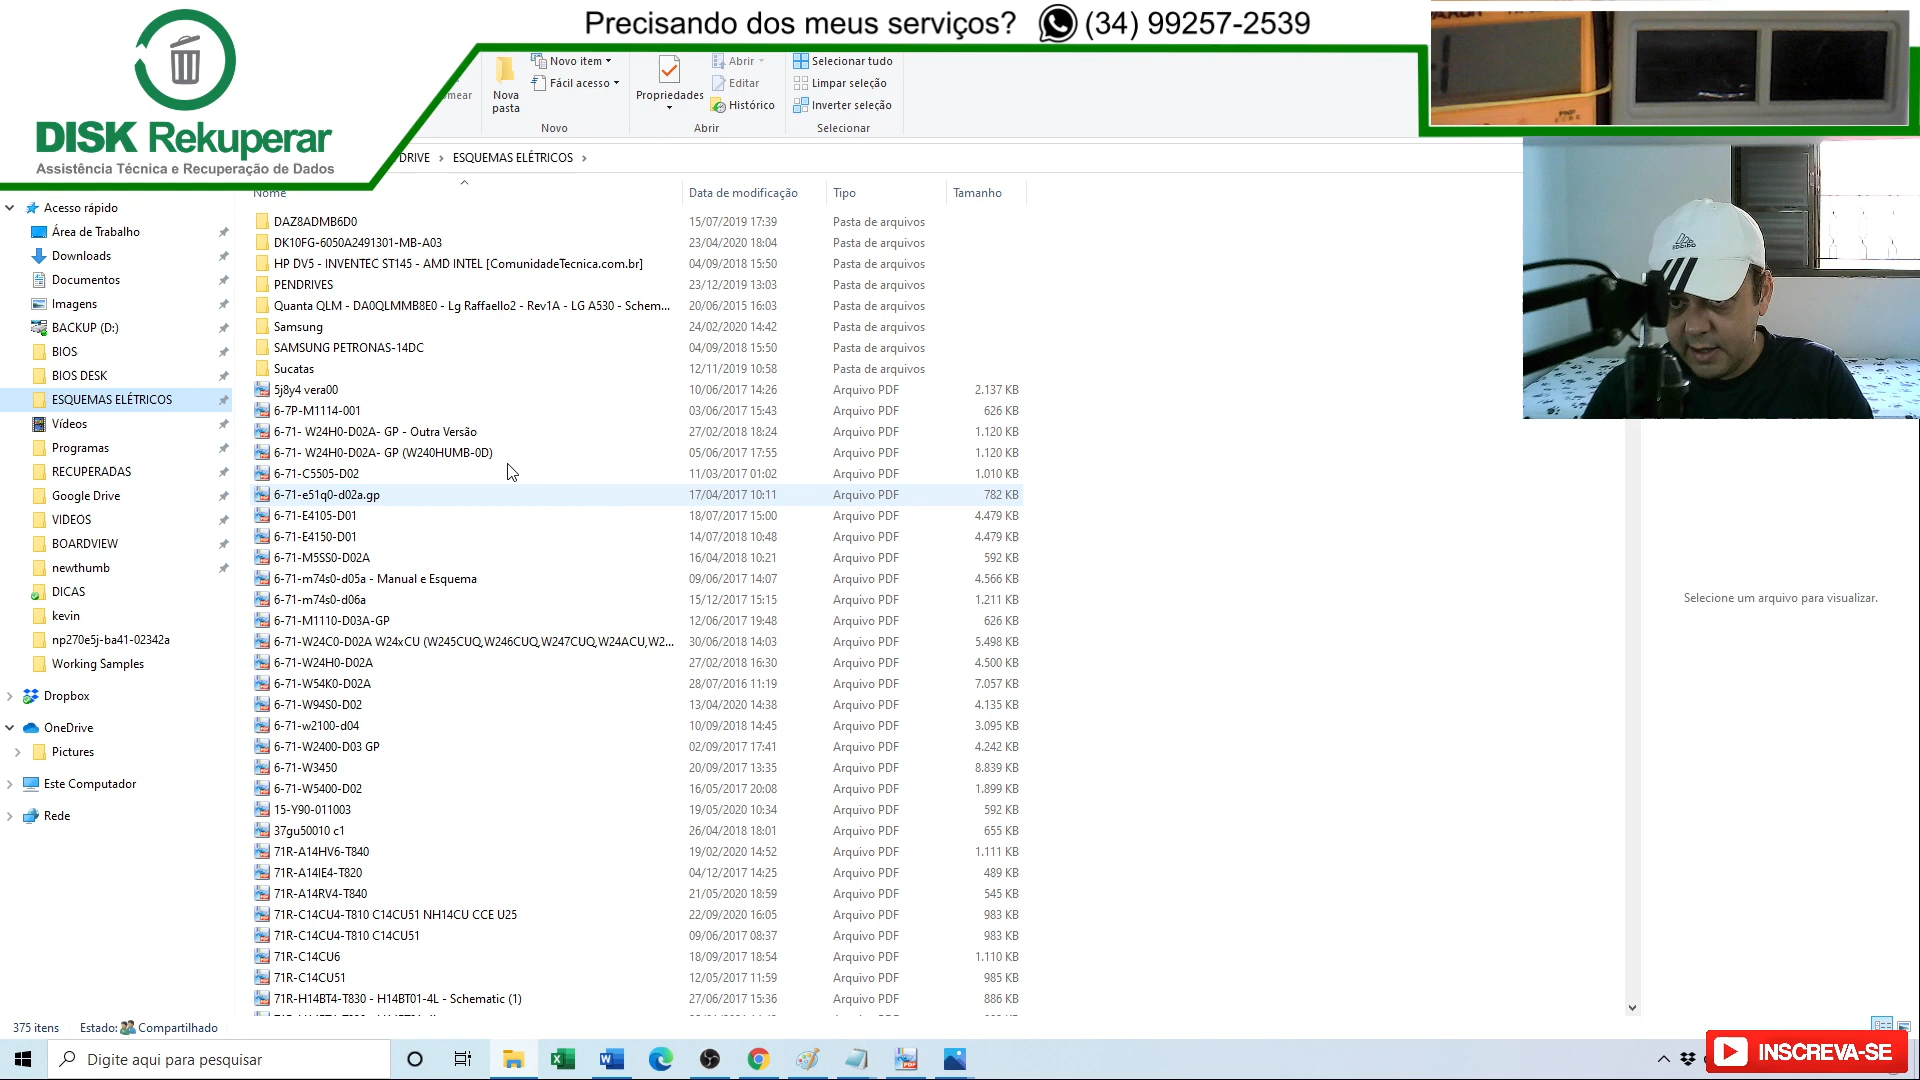 Precisando dos meus serviços? (34) 99257-2539
DISK Rekuperar
Assistência Técnica e Recuperação de Dados
mear
Nova pasta
Novo item
Fácil acesso
Novo
Propriedades
Abrir
Editar
Histórico
Abrir
Selecionar tudo
Limpar seleção
Inverter seleção
Selecionar
DRIVE › ESQUEMAS ELÉTRICOS ›
Nome Data de modificação Tipo Tamanho
Acesso rápido
Área de Trabalho
Downloads
Documentos
Imagens
BACKUP (D:)
BIOS
BIOS DESK
ESQUEMAS ELÉTRICOS
Vídeos
Programas
RECUPERADAS
Google Drive
VIDEOS
BOARDVIEW
newthumb
DICAS
kevin
np270e5j-ba41-02342a
Working Samples
Dropbox
OneDrive
Pictures
Este Computador
Rede
DAZ8ADMB6D0 15/07/2019 17:39 Pasta de arquivos
DK10FG-6050A2491301-MB-A03 23/04/2020 18:04 Pasta de arquivos
HP DV5 - INVENTEC ST145 - AMD INTEL [ComunidadeTecnica.com.br] 04/09/2018 15:50 Pasta de arquivos
PENDRIVES 23/12/2019 13:03 Pasta de arquivos
Quanta QLM - DA0QLMMB8E0 - Lg Raffaello2 - Rev1A - LG A530 - Schem... 20/06/2015 16:03 Pasta de arquivos
Samsung 24/02/2020 14:42 Pasta de arquivos
SAMSUNG PETRONAS-14DC 04/09/2018 15:50 Pasta de arquivos
Sucatas 12/11/2019 10:58 Pasta de arquivos
5j8y4 vera00 10/06/2017 14:26 Arquivo PDF 2.137 KB
6-7P-M1114-001 03/06/2017 15:43 Arquivo PDF 626 KB
6-71- W24H0-D02A- GP - Outra Versão 27/02/2018 18:24 Arquivo PDF 1.120 KB
6-71- W24H0-D02A- GP (W240HUMB-0D) 05/06/2017 17:55 Arquivo PDF 1.120 KB
6-71-C5505-D02 11/03/2017 01:02 Arquivo PDF 1.010 KB
6-71-e51q0-d02a.gp 17/04/2017 10:11 Arquivo PDF 782 KB
6-71-E4105-D01 18/07/2017 15:00 Arquivo PDF 4.479 KB
6-71-E4150-D01 14/07/2018 10:48 Arquivo PDF 4.479 KB
6-71-M5SS0-D02A 16/04/2018 10:21 Arquivo PDF 592 KB
6-71-m74s0-d05a - Manual e Esquema 09/06/2017 14:07 Arquivo PDF 4.566 KB
6-71-m74s0-d06a 15/12/2017 15:15 Arquivo PDF 1.211 KB
6-71-M1110-D03A-GP 12/06/2017 19:48 Arquivo PDF 626 KB
6-71-W24C0-D02A W24xCU (W245CUQ,W246CUQ,W247CUQ,W24ACU,W2... 30/06/2018 14:03 Arquivo PDF 5.498 KB
6-71-W24H0-D02A 27/02/2018 16:30 Arquivo PDF 4.500 KB
6-71-W54K0-D02A 28/07/2016 11:19 Arquivo PDF 7.057 KB
6-71-W94S0-D02 13/04/2020 14:38 Arquivo PDF 4.135 KB
6-71-w2100-d04 10/09/2018 14:45 Arquivo PDF 3.095 KB
6-71-W2400-D03 GP 02/09/2017 17:41 Arquivo PDF 4.242 KB
6-71-W3450 20/09/2017 13:35 Arquivo PDF 8.839 KB
6-71-W5400-D02 16/05/2017 20:08 Arquivo PDF 1.899 KB
15-Y90-011003 19/05/2020 10:34 Arquivo PDF 592 KB
37gu50010 c1 26/04/2018 18:01 Arquivo PDF 655 KB
71R-A14HV6-T840 19/02/2020 14:52 Arquivo PDF 1.111 KB
71R-A14IE4-T820 04/12/2017 14:25 Arquivo PDF 489 KB
71R-A14RV4-T840 21/05/2020 18:59 Arquivo PDF 545 KB
71R-C14CU4-T810 C14CU51 NH14CU CCE U25 22/09/2020 16:05 Arquivo PDF 983 KB
71R-C14CU4-T810 C14CU51 09/06/2017 08:37 Arquivo PDF 983 KB
71R-C14CU6 18/09/2017 18:54 Arquivo PDF 1.110 KB
71R-C14CU51 12/05/2017 11:59 Arquivo PDF 985 KB
71R-H14BT4-T830 - H14BT01-4L - Schematic (1) 27/06/2017 15:36 Arquivo PDF 886 KB
Selecione um arquivo para visualizar.
375 itens Estado: Compartilhado
Digite aqui para pesquisar
INSCREVA-SE